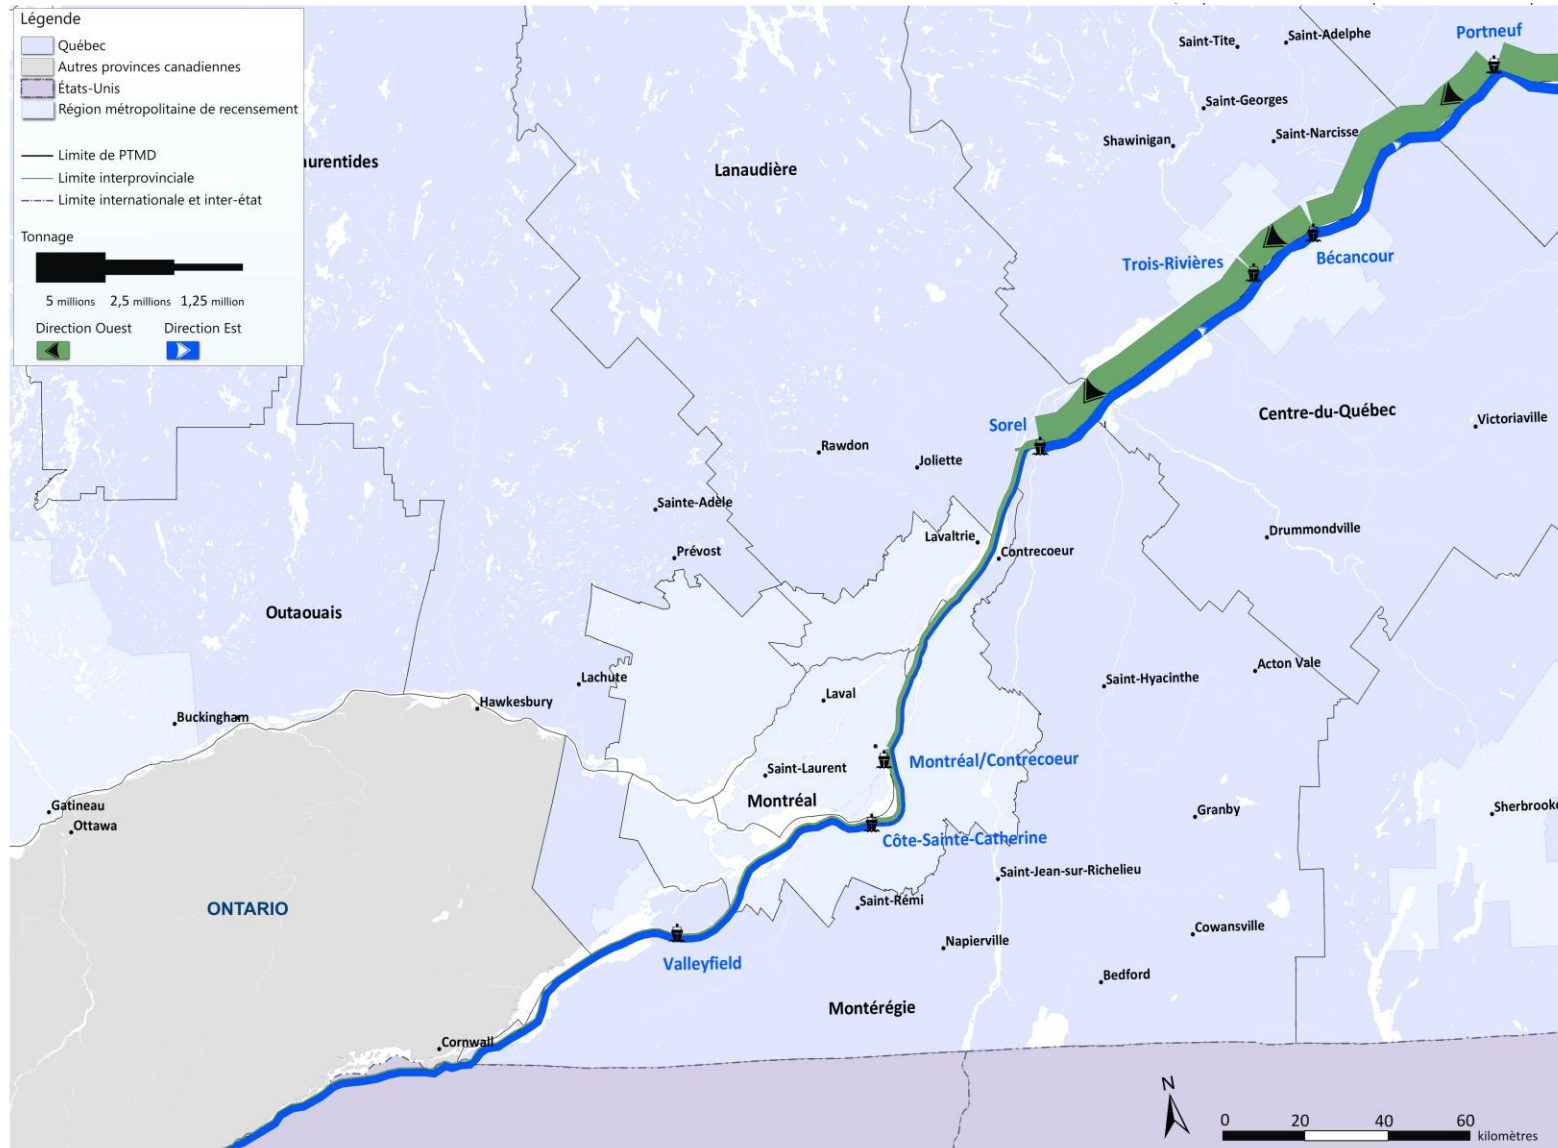 Légende
Québec
Autres provinces canadiennes
États-Unis
Région métropolitaine de recensement
Limite de PTMD
Limite interprovinciale
Limite internationale et inter-état
Tonnage
5 millions 2,5 millions 1,25 million
Direction Ouest Direction Est
Saint-Tite
Saint-Adelphe
Portneuf
Saint-Georges
Shawinigan
Saint-Narcisse
aurentides
Lanaudière
Trois-Rivières
Bécancour
Sorel
Centre-du-Québec
Victoriaville
Rawdon
Joliette
Sainte-Adèle
Lavaltrie
Contrecoeur
Drummondville
Prévost
Outaouais
Lachute
Laval
Saint-Hyacinthe
Acton Vale
Hawkesbury
Buckingham
Saint-Laurent
Montréal/Contrecoeur
Montréal
Gatineau
Ottawa
Granby
Sherbrooke
Côte-Sainte-Catherine
Saint-Jean-sur-Richelieu
ONTARIO
Saint-Rémi
Cowansville
Napierville
Valleyfield
Bedford
Montérégie
Cornwall
N
0 20 40 60
kilomètres